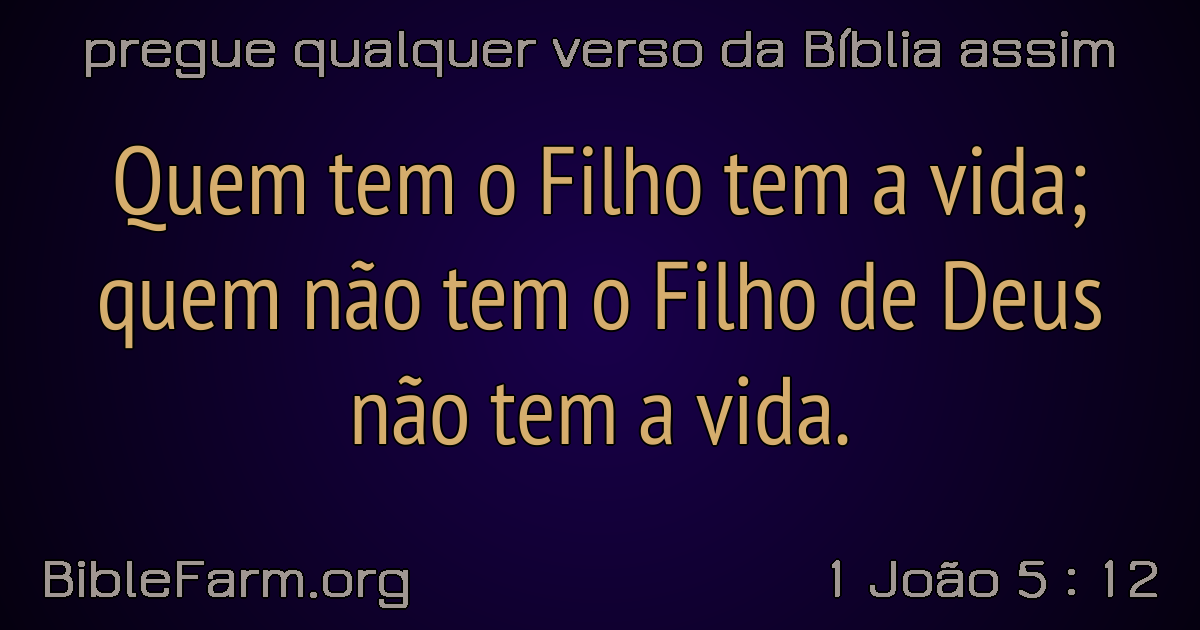 pregue qualquer verso da Bíblia assim
Quem tem o Filho tem a vida;
quem não tem o Filho de Deus
não tem a vida.
BibleFarm.org
1 João 5 : 12